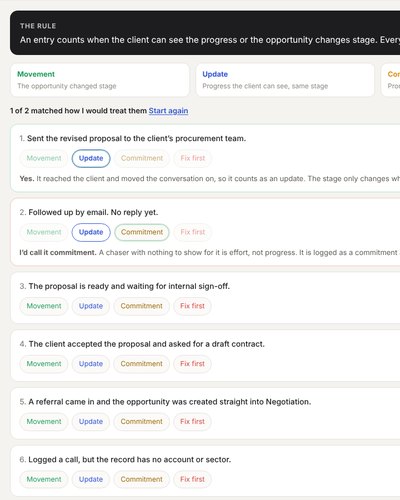 THE RULE
An entry counts when the client can see the progress or the opportunity changes stage.
Movement
The opportunity changed stage
Update
Progress the client can see, same stage
1 of 2 matched how I would treat them Start again
1. Sent the revised proposal to the client’s procurement team.
Movement Update Commitment Fix first
Yes. It reached the client and moved the conversation on, so it counts as an update. The stage only changes
2. Followed up by email. No reply yet.
Movement Update Commitment Fix first
I’d call it commitment. A chaser with nothing to show for it is effort, not progress. It is logged as a commitment
3. The proposal is ready and waiting for internal sign-off.
Movement Update Commitment Fix first
4. The client accepted the proposal and asked for a draft contract.
Movement Update Commitment Fix first
5. A referral came in and the opportunity was created straight into Negotiation.
Movement Update Commitment Fix first
6. Logged a call, but the record has no account or sector.
Movement Update Commitment Fix first